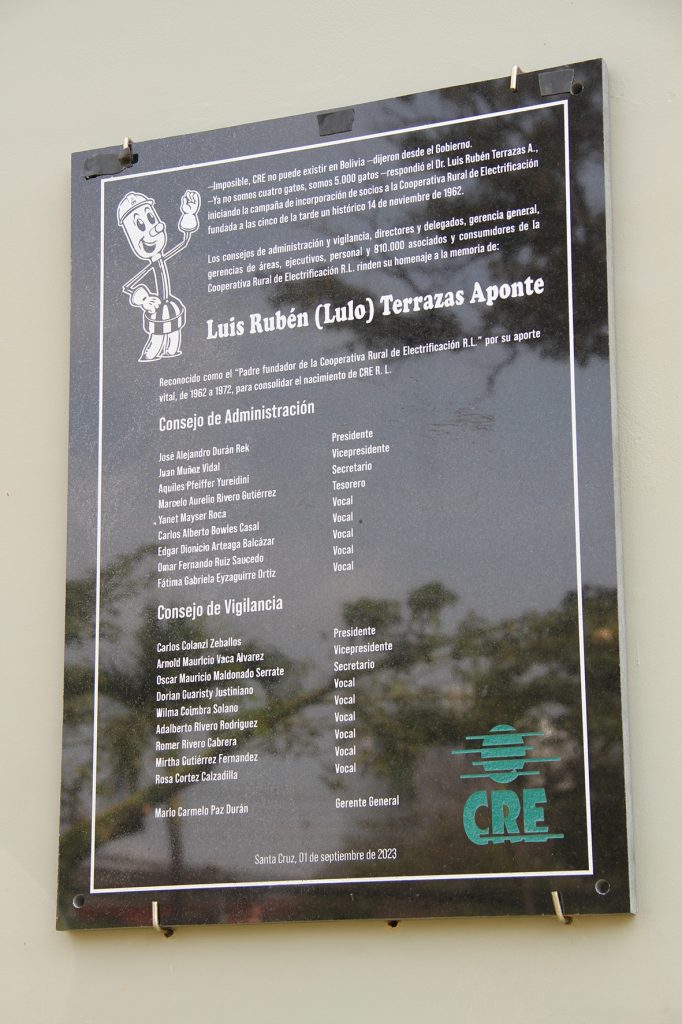 –Imposible, CRE no puede existir en Bolivia –dijeron desde el Gobierno.
–Ya no somos cuatro gatos, somos 5.000 gatos –respondió el Dr. Luis Rubén Terrazas A.,
iniciando la campaña de incorporación de socios a la Cooperativa Rural de Electrificación
fundada a las cinco de la tarde un histórico 14 de noviembre de 1962.
Los consejos de administración y vigilancia, directores y delegados, gerencia general,
gerencias de áreas, ejecutivos, personal y 810.000 asociados y consumidores de la
Cooperativa Rural de Electrificación R.L. rinden su homenaje a la memoria de:
Luis Rubén (Lulo) Terrazas Aponte
Reconocido como el “Padre fundador de la Cooperativa Rural de Electrificación R.L.” por su aporte
vital, de 1962 a 1972, para consolidar el nacimiento de CRE R. L.
Consejo de Administración
José Alejandro Durán Rek Presidente
Juan Muñoz Vidal Vicepresidente
Aquiles Pfeiffer Yureidini Secretario
Marcelo Aurelio Rivero Gutiérrez Tesorero
Yanet Mayser Roca Vocal
Carlos Alberto Bowles Casal Vocal
Edgar Dionicio Arteaga Balcázar Vocal
Omar Fernando Ruiz Saucedo Vocal
Fátima Gabriela Eyzaguirre Ortiz Vocal
Consejo de Vigilancia
Carlos Colanzi Zeballos Presidente
Arnold Mauricio Vaca Alvarez Vicepresidente
Oscar Mauricio Maldonado Serrate Secretario
Dorian Guaristy Justiniano Vocal
Wilma Coimbra Solano Vocal
Adalberto Rivero Rodríguez Vocal
Romer Rivero Cabrera Vocal
Mirtha Gutiérrez Fernandez Vocal
Rosa Cortez Calzadilla Vocal
Mario Carmelo Paz Durán Gerente General
CRE
Santa Cruz, 01 de septiembre de 2023